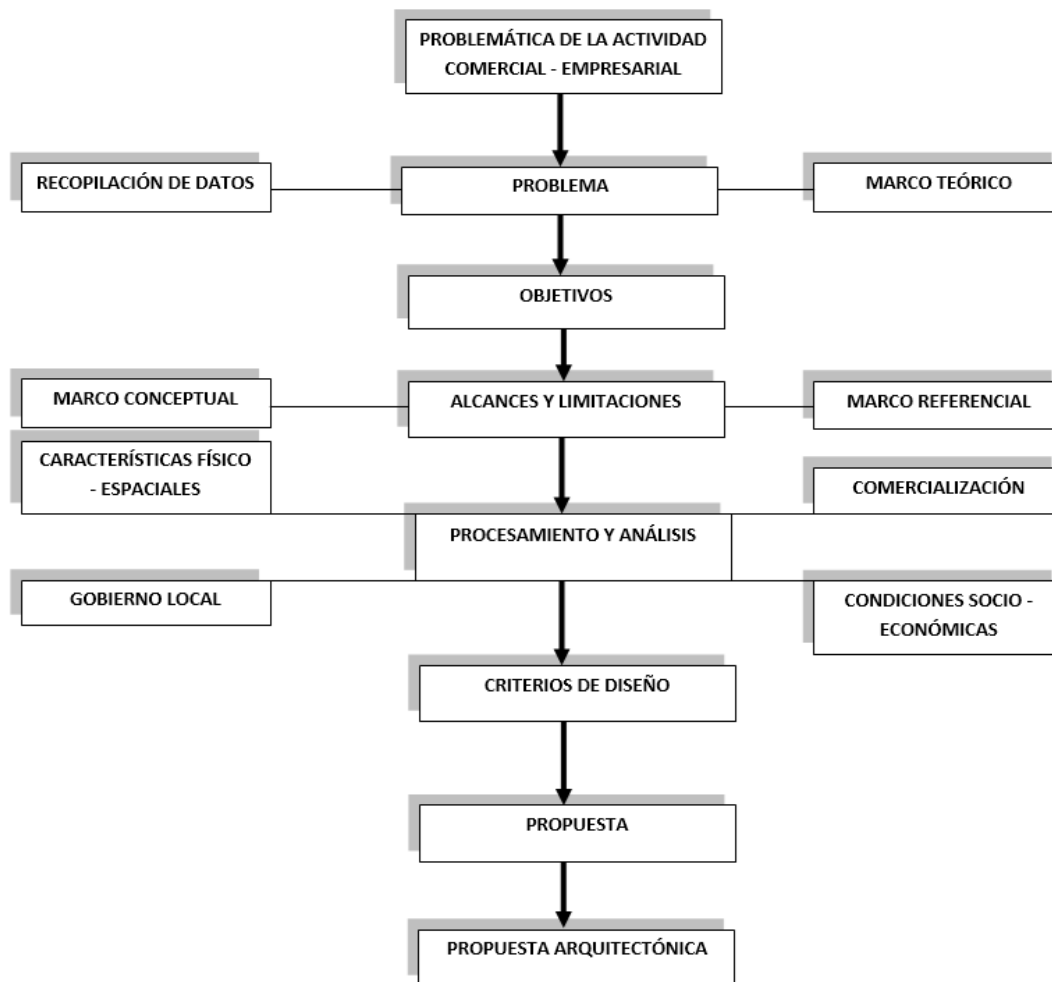 PROBLEMÁTICA DE LA ACTIVIDAD
COMERCIAL - EMPRESARIAL
RECOPILACIÓN DE DATOS
PROBLEMA
MARCO TEÓRICO
OBJETIVOS
MARCO CONCEPTUAL
ALCANCES Y LIMITACIONES
MARCO REFERENCIAL
CARACTERÍSTICAS FÍSICO
- ESPACIALES
COMERCIALIZACIÓN
PROCESAMIENTO Y ANÁLISIS
GOBIERNO LOCAL
CONDICIONES SOCIO -
ECONÓMICAS
CRITERIOS DE DISEÑO
PROPUESTA
PROPUESTA ARQUITECTÓNICA